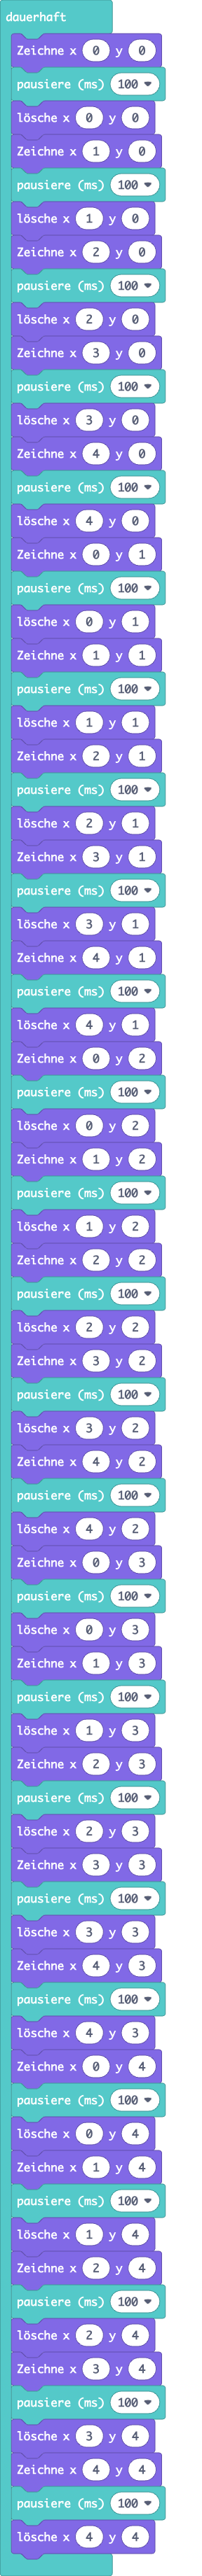 dauerhaft
Zeichne x 0 y 0
pausiere (ms) 100
lösche x 0 y 0
Zeichne x 1 y 0
pausiere (ms) 100
lösche x 1 y 0
Zeichne x 2 y 0
pausiere (ms) 100
lösche x 2 y 0
Zeichne x 3 y 0
pausiere (ms) 100
lösche x 3 y 0
Zeichne x 4 y 0
pausiere (ms) 100
lösche x 4 y 0
Zeichne x 0 y 1
pausiere (ms) 100
lösche x 0 y 1
Zeichne x 1 y 1
pausiere (ms) 100
lösche x 1 y 1
Zeichne x 2 y 1
pausiere (ms) 100
lösche x 2 y 1
Zeichne x 3 y 1
pausiere (ms) 100
lösche x 3 y 1
Zeichne x 4 y 1
pausiere (ms) 100
lösche x 4 y 1
Zeichne x 0 y 2
pausiere (ms) 100
lösche x 0 y 2
Zeichne x 1 y 2
pausiere (ms) 100
lösche x 1 y 2
Zeichne x 2 y 2
pausiere (ms) 100
lösche x 2 y 2
Zeichne x 3 y 2
pausiere (ms) 100
lösche x 3 y 2
Zeichne x 4 y 2
pausiere (ms) 100
lösche x 4 y 2
Zeichne x 0 y 3
pausiere (ms) 100
lösche x 0 y 3
Zeichne x 1 y 3
pausiere (ms) 100
lösche x 1 y 3
Zeichne x 2 y 3
pausiere (ms) 100
lösche x 2 y 3
Zeichne x 3 y 3
pausiere (ms) 100
lösche x 3 y 3
Zeichne x 4 y 3
pausiere (ms) 100
lösche x 4 y 3
Zeichne x 0 y 4
pausiere (ms) 100
lösche x 0 y 4
Zeichne x 1 y 4
pausiere (ms) 100
lösche x 1 y 4
Zeichne x 2 y 4
pausiere (ms) 100
lösche x 2 y 4
Zeichne x 3 y 4
pausiere (ms) 100
lösche x 3 y 4
Zeichne x 4 y 4
pausiere (ms) 100
lösche x 4 y 4